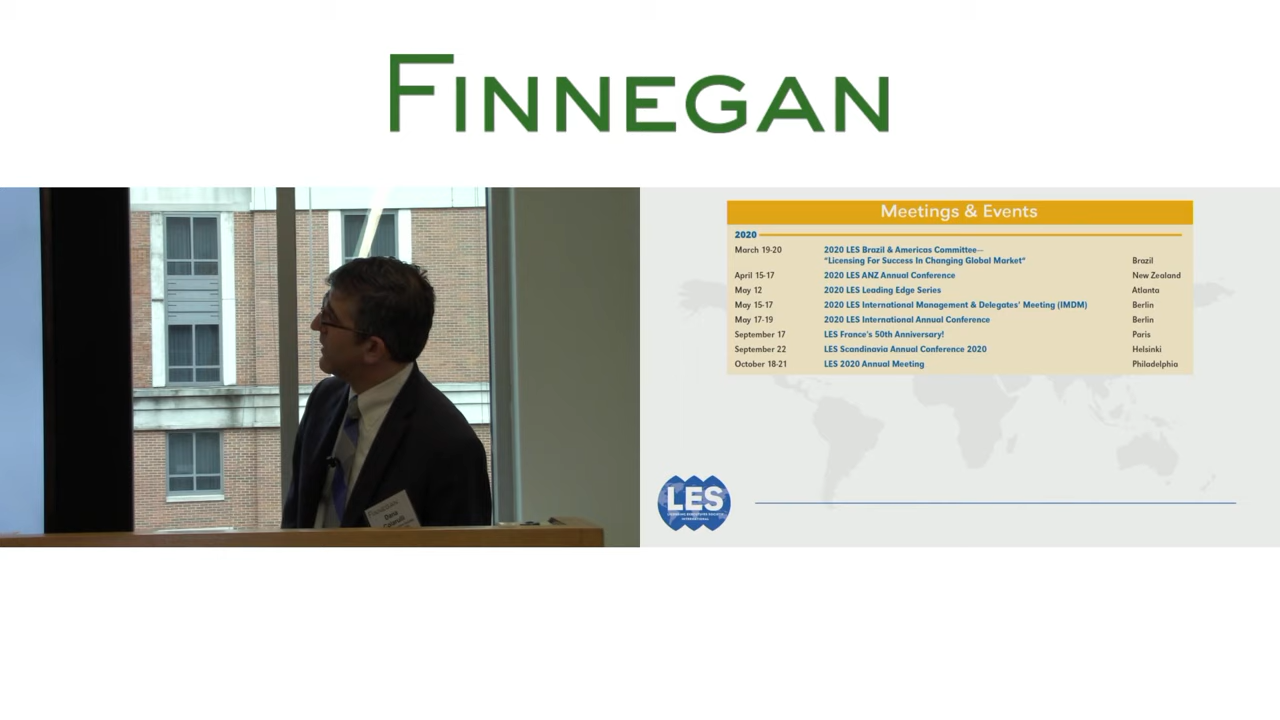 FINNEGAN
Meetings & Events
2020
March 19-20 2020 LES Brazil & Americas Committee—
"Licensing For Success In Changing Global Market" Brazil
April 15-17 2020 LES ANZ Annual Conference New Zealand
May 12 2020 LES Leading Edge Series Atlanta
May 15-17 2020 LES International Management & Delegates' Meeting (IMDM) Berlin
May 17-19 2020 LES International Annual Conference Berlin
September 17 LES France's 50th Anniversary! Paris
September 22 LES Scandinavia Annual Conference 2020 Helsinki
October 18-21 LES 2020 Annual Meeting Philadelphia
LES
INTERNATIONAL
FINNEGAN